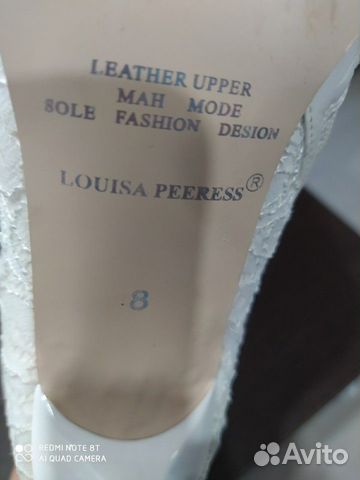 LEATHER UPPER
MAH MODE
SOLE FASHION DESION
LOUISA PEERESS®
8
REDMI NOTE 8T
AI QUAD CAMERA
Avito